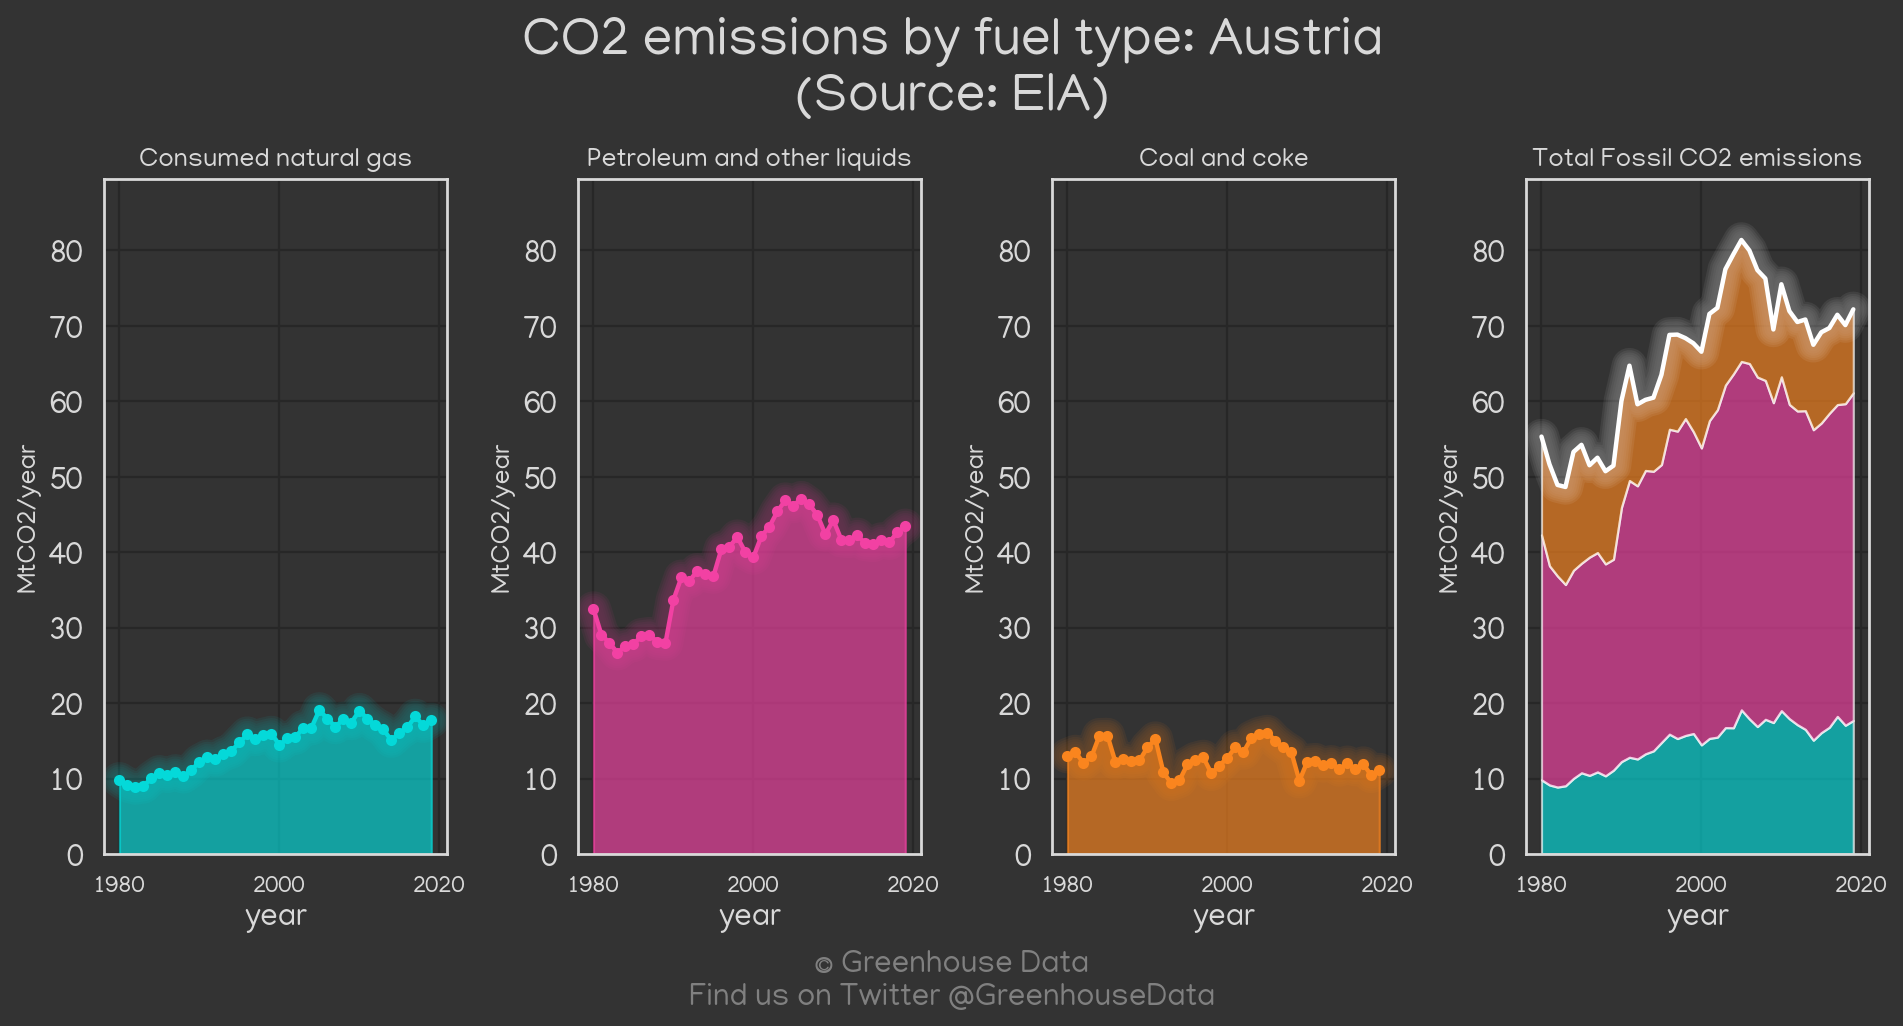 CO2 emissions by fuel type: Austria
(Source: EIA)
Consumed natural gas
Petroleum and other liquids
Coal and coke
Total Fossil CO2 emissions
MtCO2/year
80
70
60
50
40
30
20
10
0
1980 2000 2020
year
MtCO2/year
80
70
60
50
40
30
20
10
0
1980 2000 2020
year
MtCO2/year
80
70
60
50
40
30
20
10
0
1980 2000 2020
year
MtCO2/year
80
70
60
50
40
30
20
10
0
1980 2000 2020
year
© Greenhouse Data
Find us on Twitter @GreenhouseData